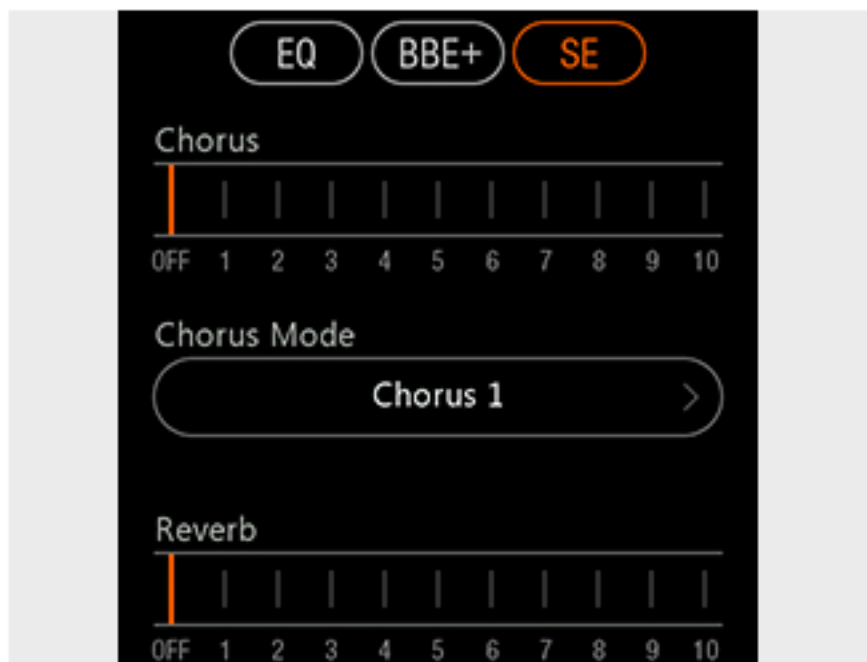 EQ BBE+ SE
Chorus
OFF 1 2 3 4 5 6 7 8 9 10
Chorus Mode
Chorus 1
Reverb
OFF 1 2 3 4 5 6 7 8 9 10